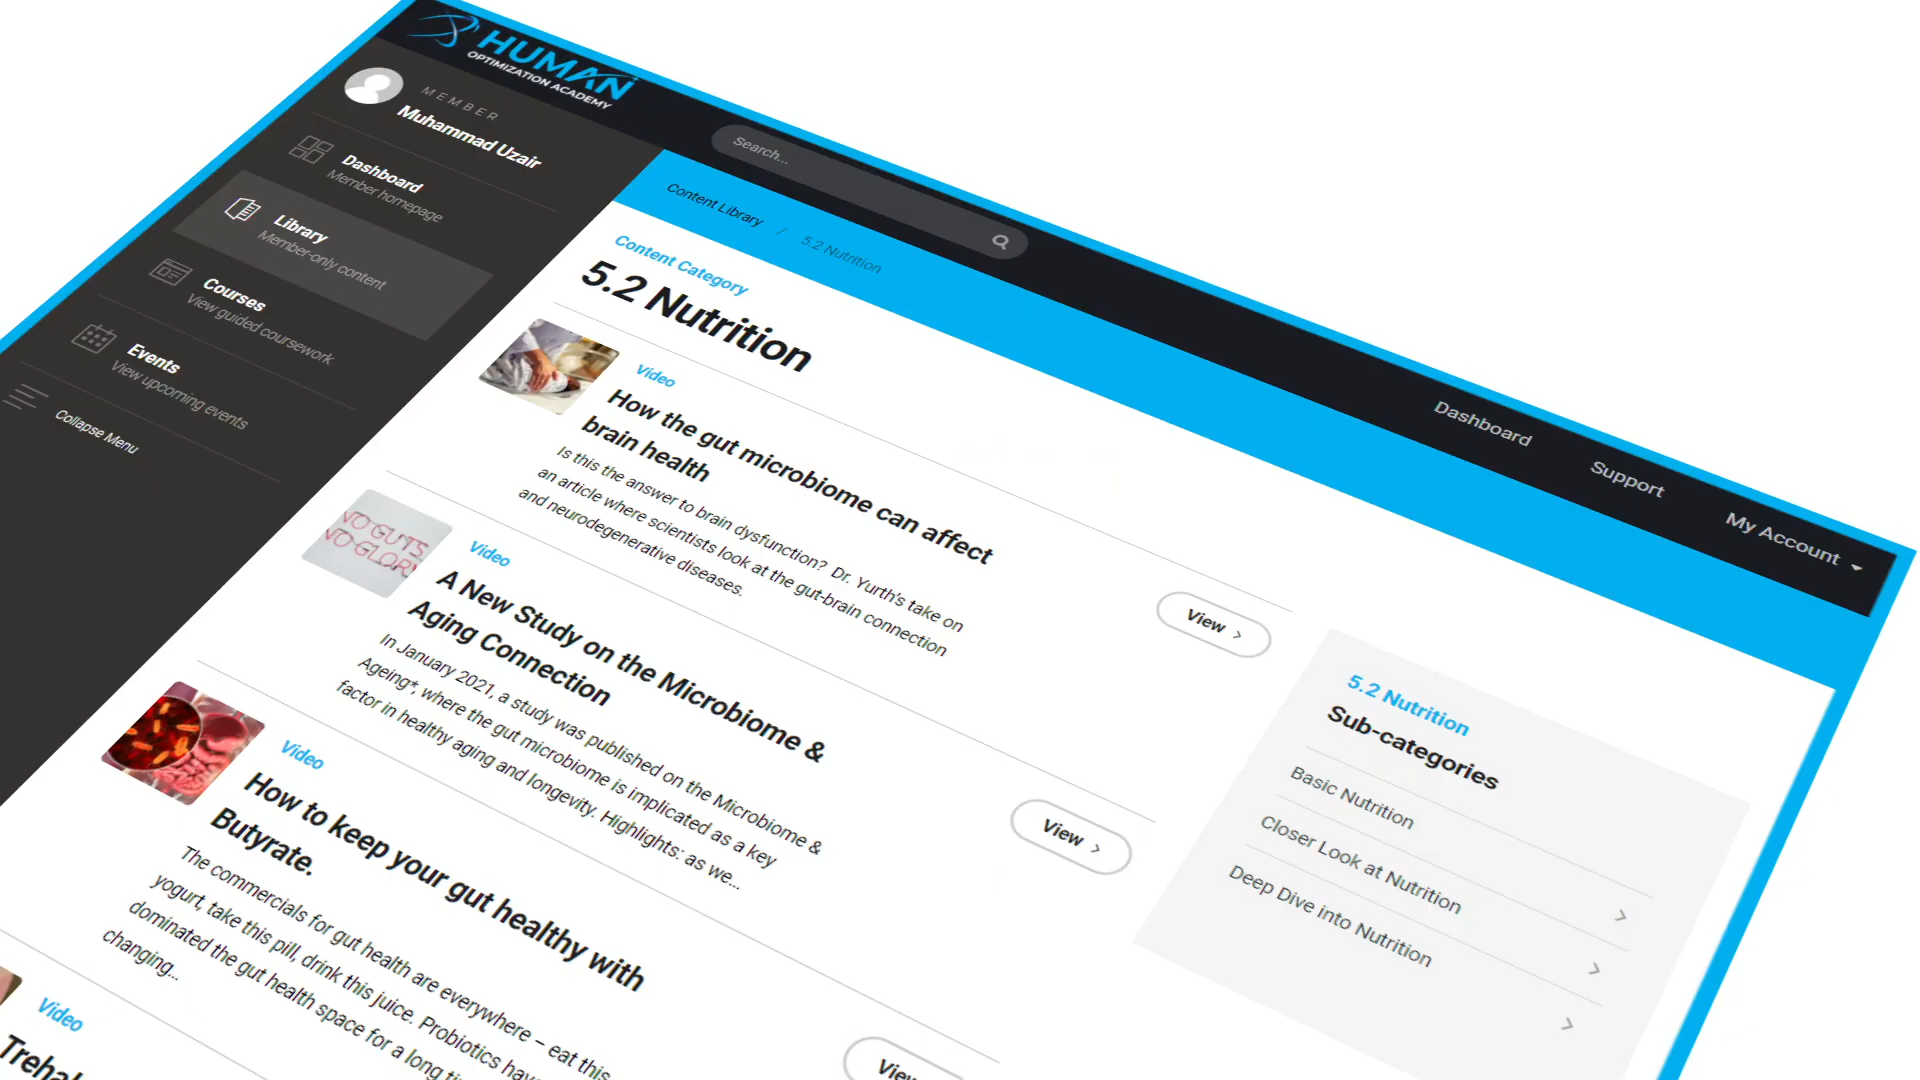 HUMAN
OPTIMIZATION ACADEMY
Search...
Dashboard
Support
My Account
MEMBER
Muhammad Uzair
Dashboard
Member homepage
Library
Member-only content
Courses
View guided coursework
Events
View upcoming events
Collapse Menu
Content Library / 5.2 Nutrition
Content Category
5.2 Nutrition
Video
How the gut microbiome can affect
brain health
Is this the answer to brain dysfunction? Dr. Yurth's take on
an article where scientists look at the gut-brain connection
and neurodegenerative diseases.
View
NO GUTS
NO GLORY
Video
A New Study on the Microbiome &
Aging Connection
In January 2021, a study was published on the Microbiome &
Ageing*, where the gut microbiome is implicated as a key
factor in healthy aging and longevity. Highlights: as we...
View
Video
How to keep your gut healthy with
Butyrate.
The commercials for gut health are everywhere – eat this
yogurt, take this pill, drink this juice. Probiotics have
dominated the gut health space for a long
changing...
View
Video
5.2 Nutrition
Sub-categories
Basic Nutrition
Closer Look at Nutrition
Deep Dive into Nutrition